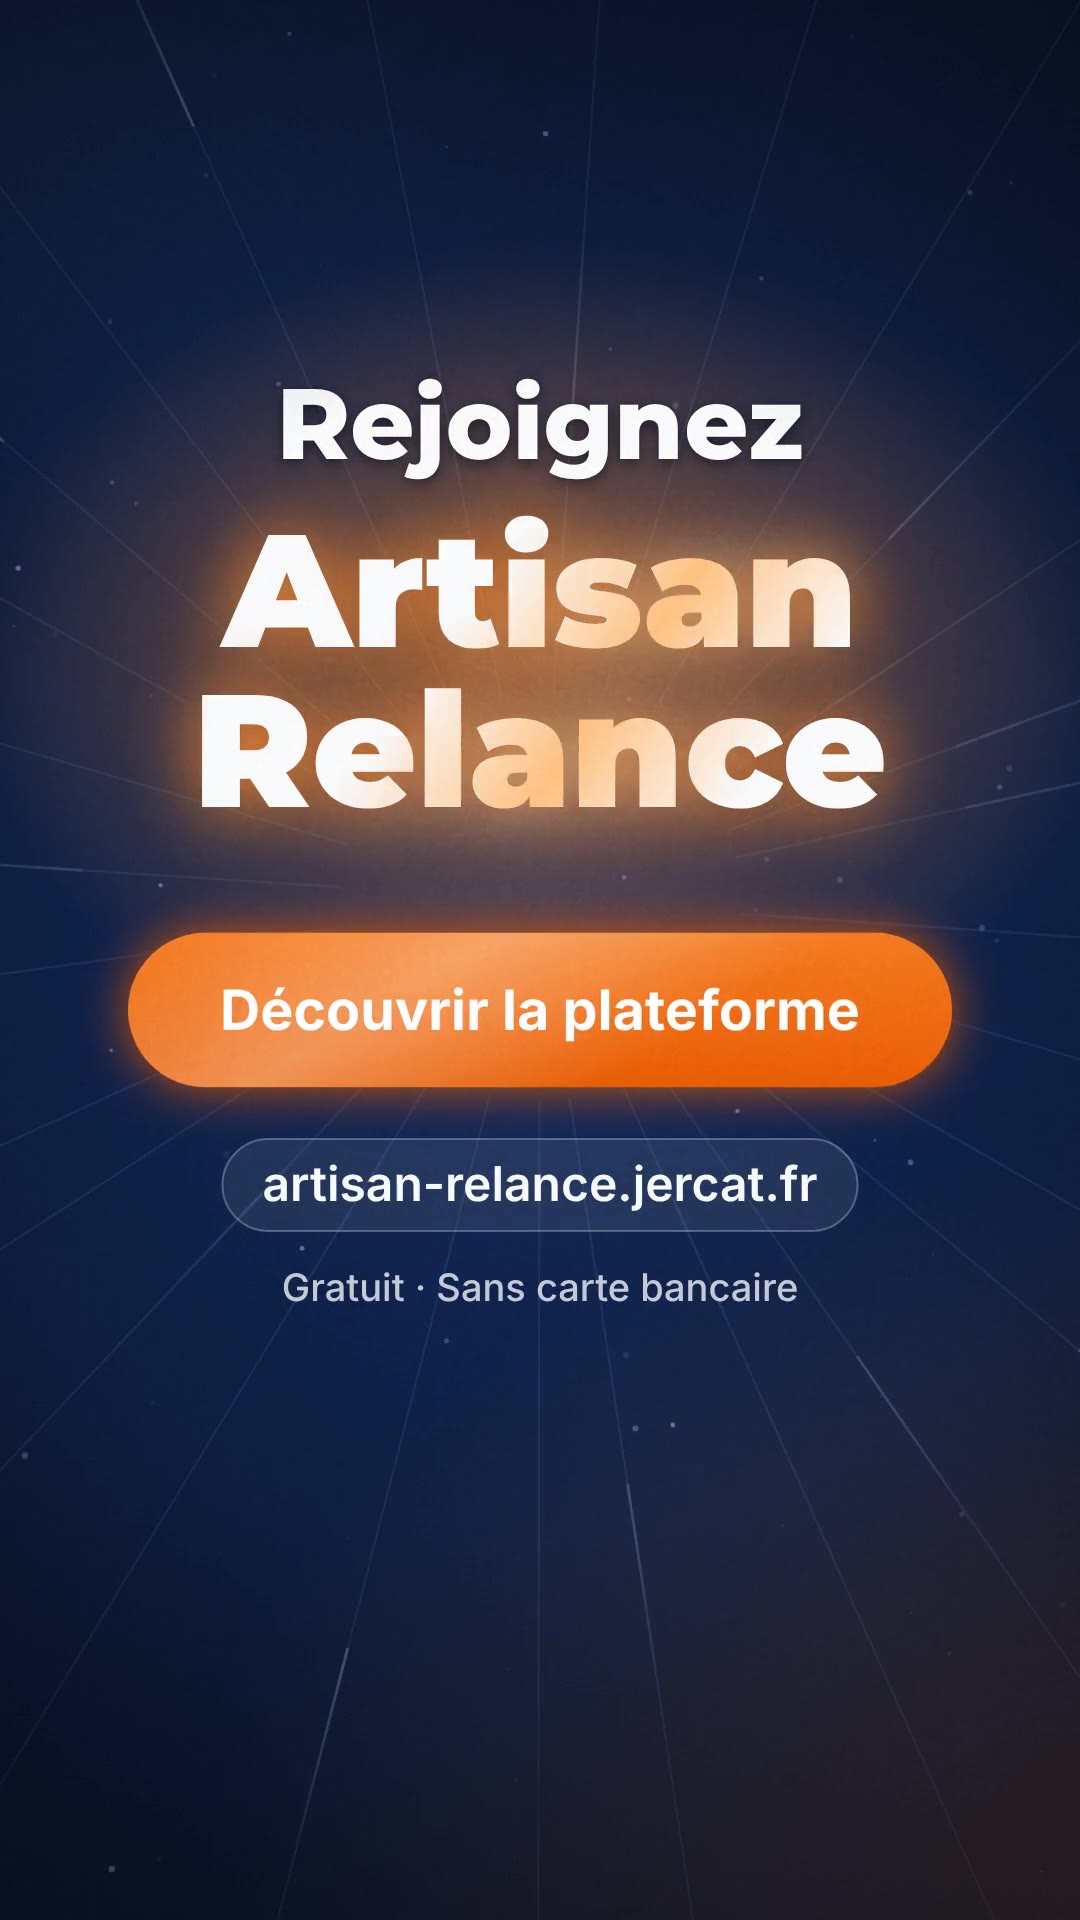 Rejoignez
Artisan
Relance
Découvrir la plateforme
artisan-relance.jercat.fr
Gratuit · Sans carte bancaire